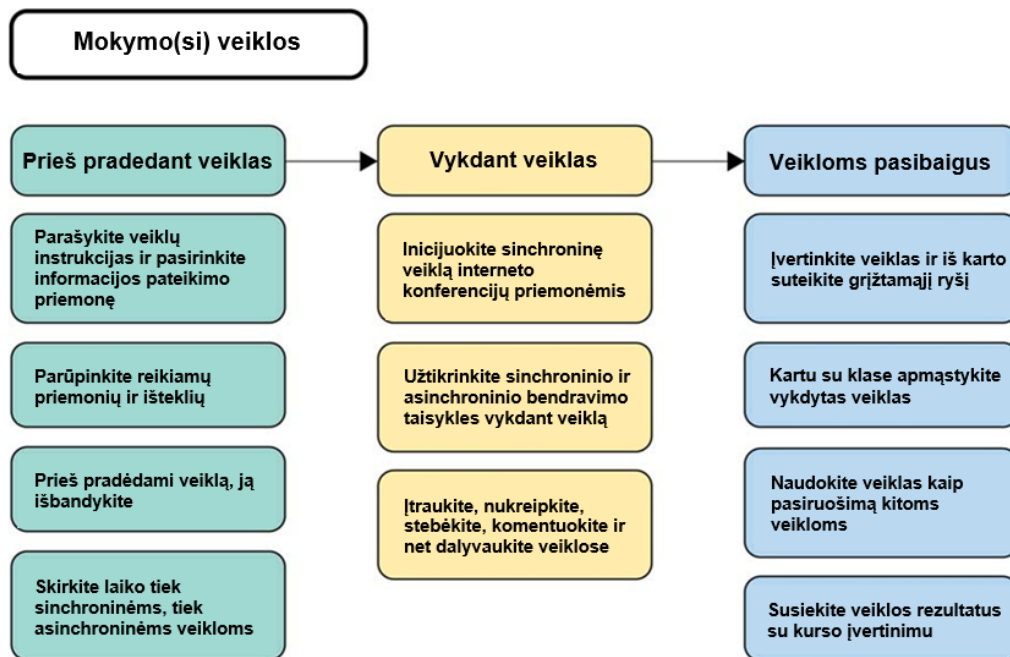 Mokymo(si) veiklos
Prieš pradedant veiklas
Parašykite veiklų
instrukcijas ir pasirinkite
informacijos pateikimo
priemonę
Parūpinkite reikiamų
priemonių ir išteklių
Prieš pradėdami veiklą, ją
išbandykite
Skirkite laiko tiek
sinchroninėms, tiek
asinchroninėms veikloms
Vykdant veiklas
Inicijuokite sinchroninę
veiklą interneto
konferencijų priemonėmis
Užtikrinkite sinchroninio ir
asinchroninio bendravimo
taisykles vykdant veiklą
Įtraukite, nukreipkite,
stebėkite, komentuokite ir
net dalyvaukite veiklose
Veikloms pasibaigus
Įvertinkite veiklas ir iš karto
suteikite grįžtamąjį ryšį
Kartu su klase apmąstykite
vykdytas veiklas
Naudokite veiklas kaip
pasiruošimą kitoms
veikloms
Susiekite veiklos rezultatus
su kurso įvertinimu